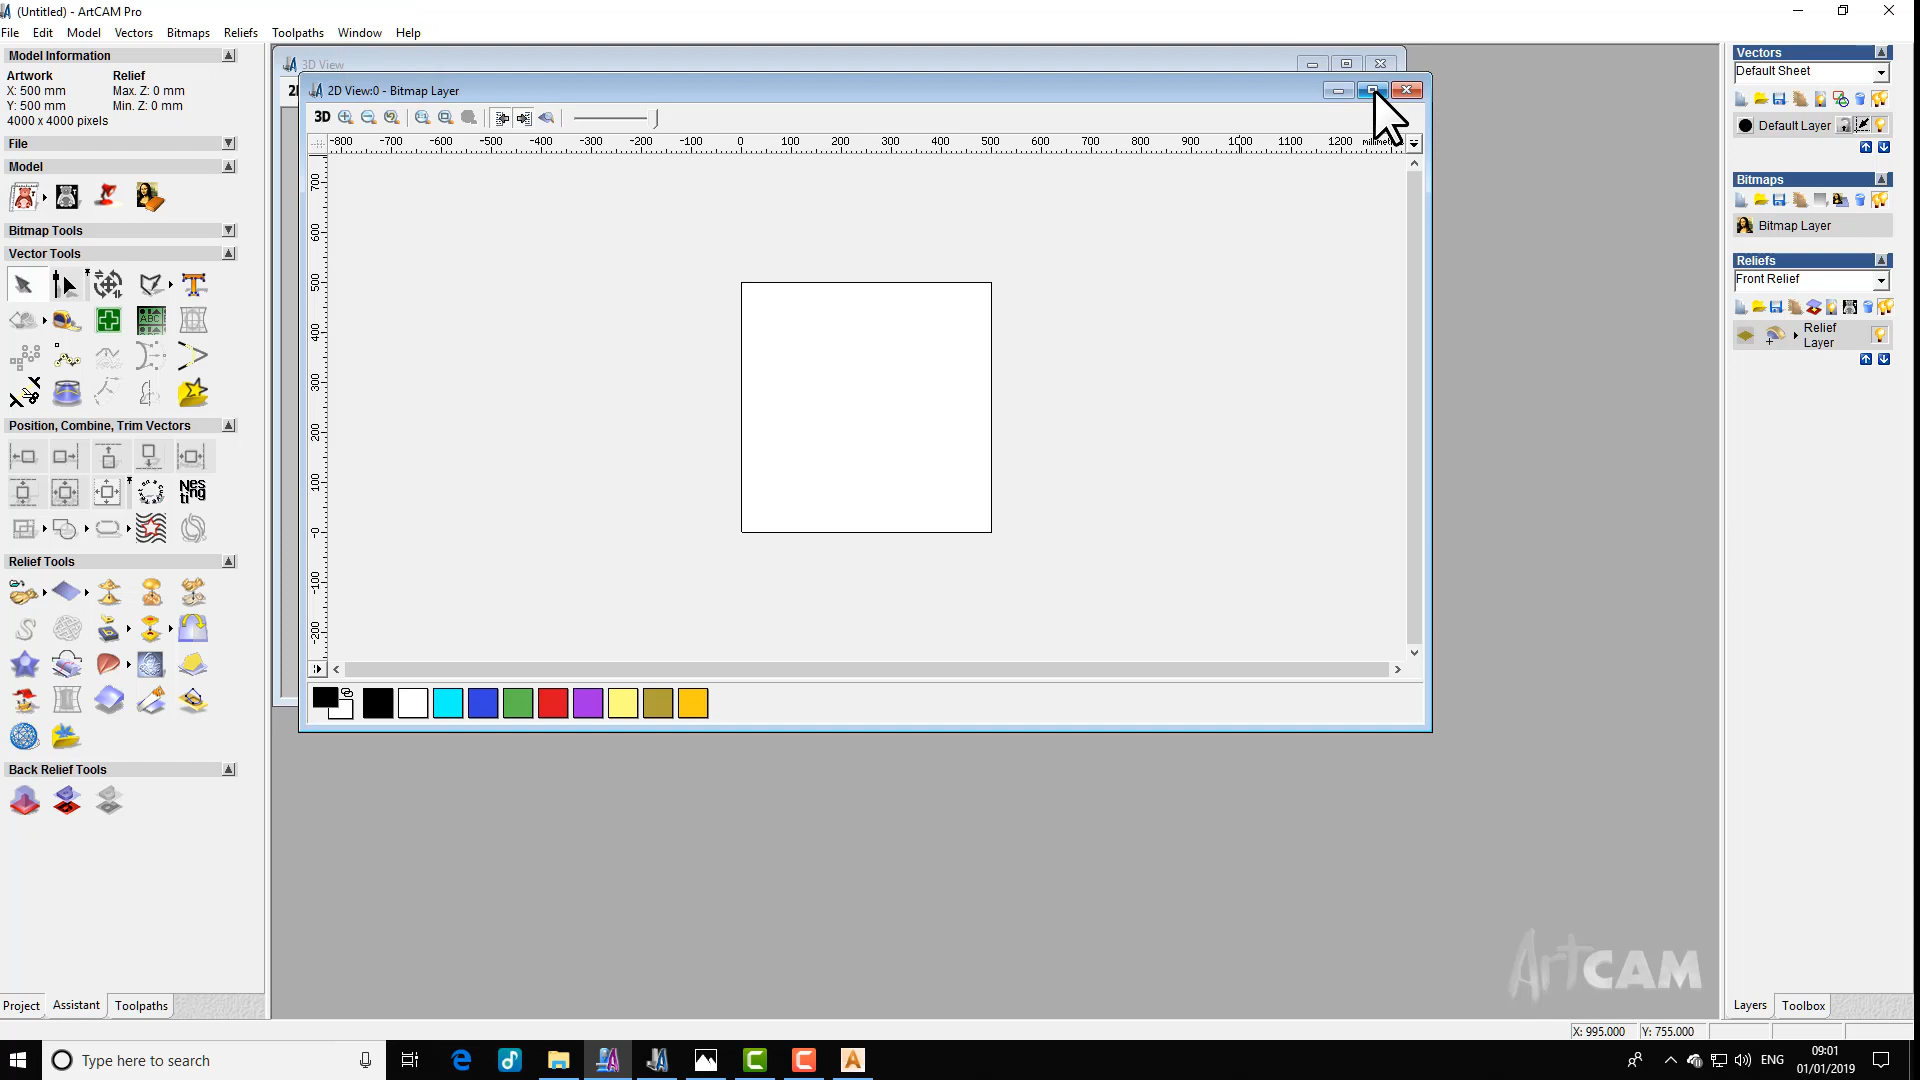 (Untitled) - ArtCAM Pro
File Edit Model Vectors Bitmaps Reliefs Toolpaths Window Help
Model Information
Artwork Relief
X: 500 mm Max. Z: 0 mm
Y: 500 mm Min. Z: 0 mm
4000 x 4000 pixels
File
Model
Bitmap Tools
Vector Tools
ABC
Position, Combine, Trim Vectors
Nes
ting
Relief Tools
Back Relief Tools
Project Assistant Toolpaths
3D View
2D View:0 - Bitmap Layer
3D
-800 -700 -600 -500 -400 -300 -200 -100 0 100 200 300 400 500 600 700 800 900 1000 1100 1200
700
600
500
400
300
200
100
-0
-100
-200
ArtCAM
Vectors
Default Sheet
Default Layer
Bitmaps
Bitmap Layer
Reliefs
Front Relief
Relief
Layer
Layers Toolbox
X: 995.000 Y: 755.000
Type here to search
ENG
09:01
01/01/2019